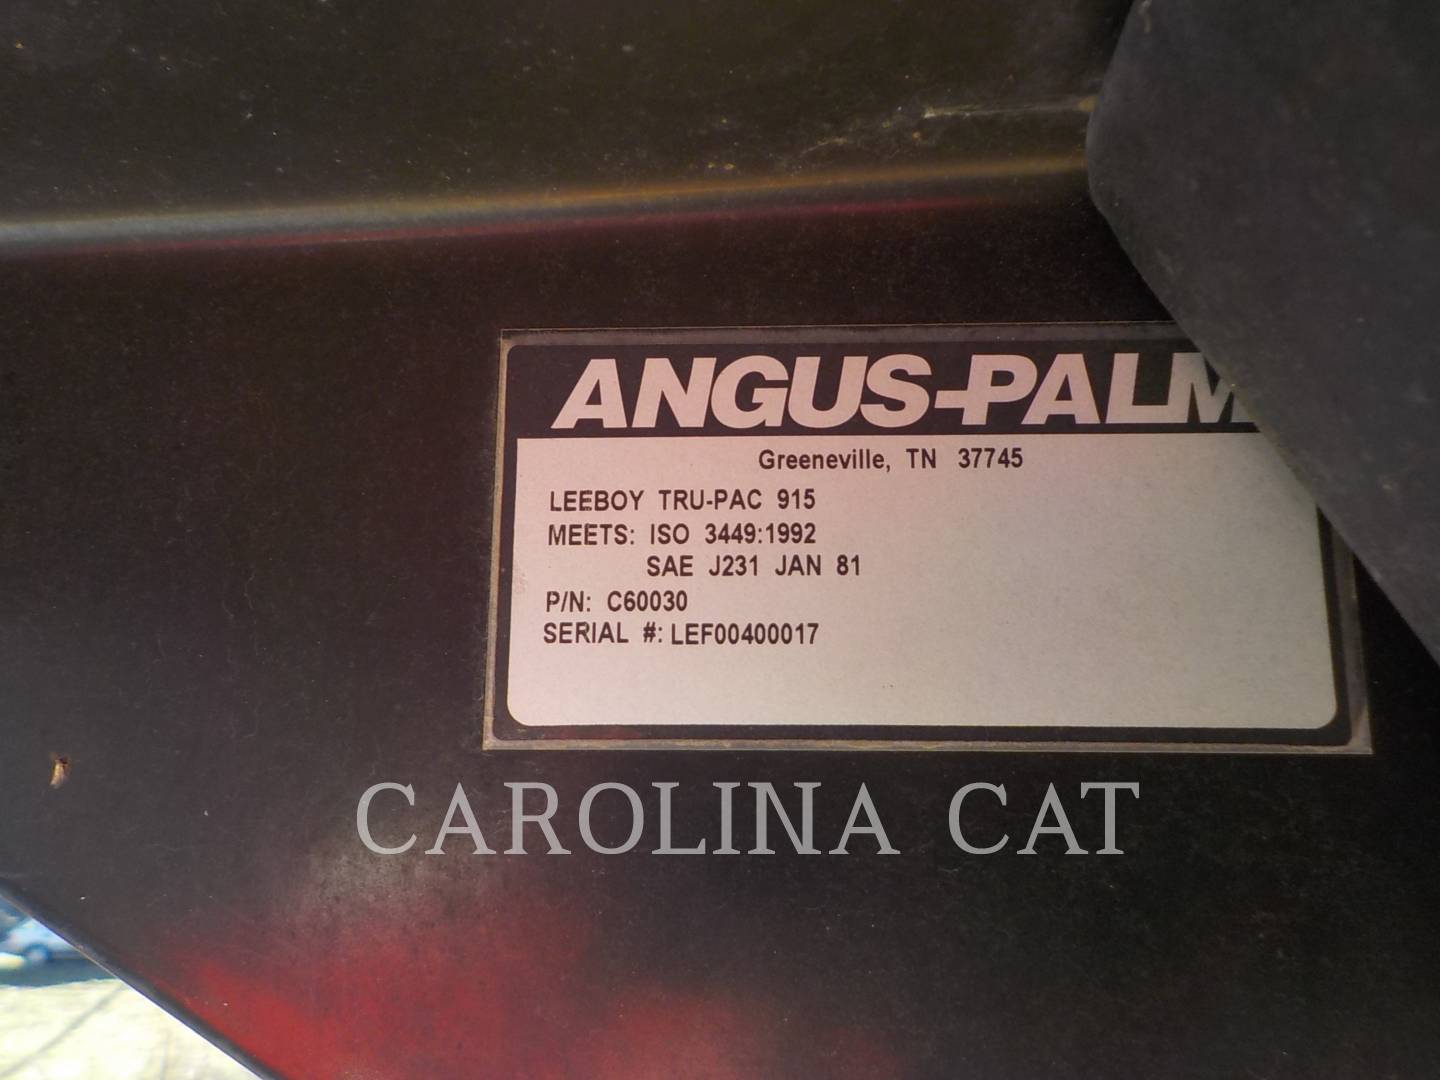 ANGUS-PALM
Greeneville, TN 37745
LEEBOY TRU-PAC 915
MEETS: ISO 3449:1992
SAE J231 JAN 81
P/N: C60030
SERIAL #: LEF00400017
CAROLINA CAT